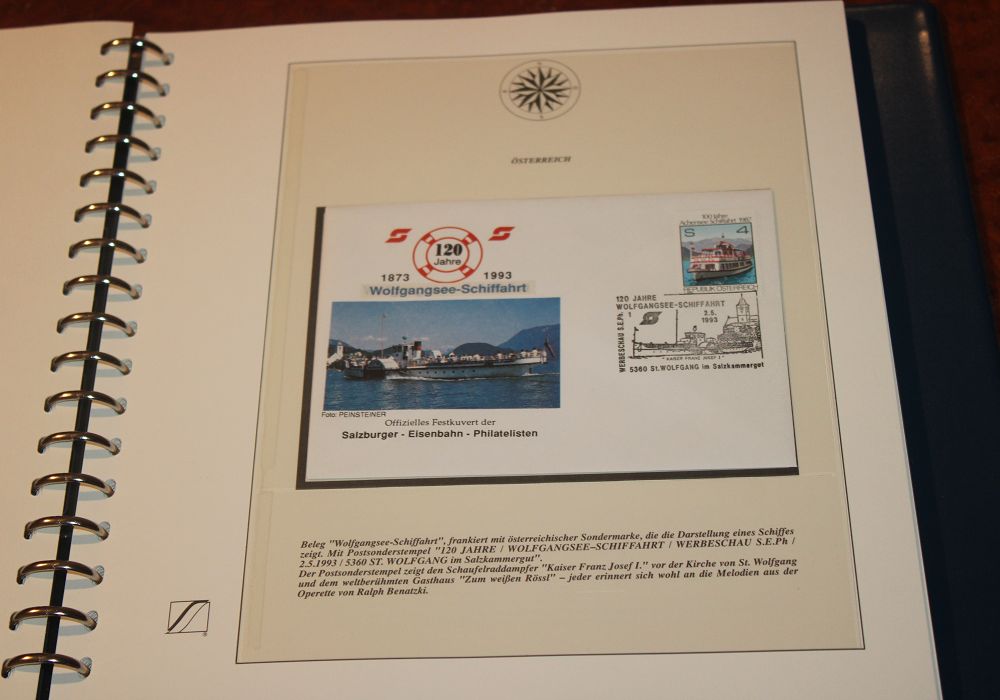 ÖSTERREICH
120
Jahre
1873 1993
Wolfgangsee-Schiffahrt
Foto: PEINSTEINER
Offizielles Festkuvert der
Salzburger - Eisenbahn - Philatelisten
100 Jahre
Achensee Schiffahrt 1987
S 4
REPUBLIK ÖSTERREICH
120 JAHRE
WOLFGANGSEE-SCHIFFAHRT
1 2.5.
1993
WERBESCHAU S.E.Ph.
"KAISER FRANZ JOSEF I"
5360 St. WOLFGANG im Salzkammergut
Beleg "Wolfgangsee-Schiffahrt", frankiert mit österreichischer Sondermarke, die die Darstellung eines Schiffes
zeigt. Mit Postsonderstempel "120 JAHRE / WOLFGANGSEE–SCHIFFAHRT / WERBESCHAU S.E.Ph /
2.5.1993 / 5360 ST. WOLFGANG im Salzkammergut".
Der Postsonderstempel zeigt den Schaufelraddampfer "Kaiser Franz Josef I." vor der Kirche von St. Wolfgang
und dem weltberühmten Gasthaus "Zum weißen Rössl" – jeder erinnert sich wohl an die Melodien aus der
Operette von Ralph Benatzki.